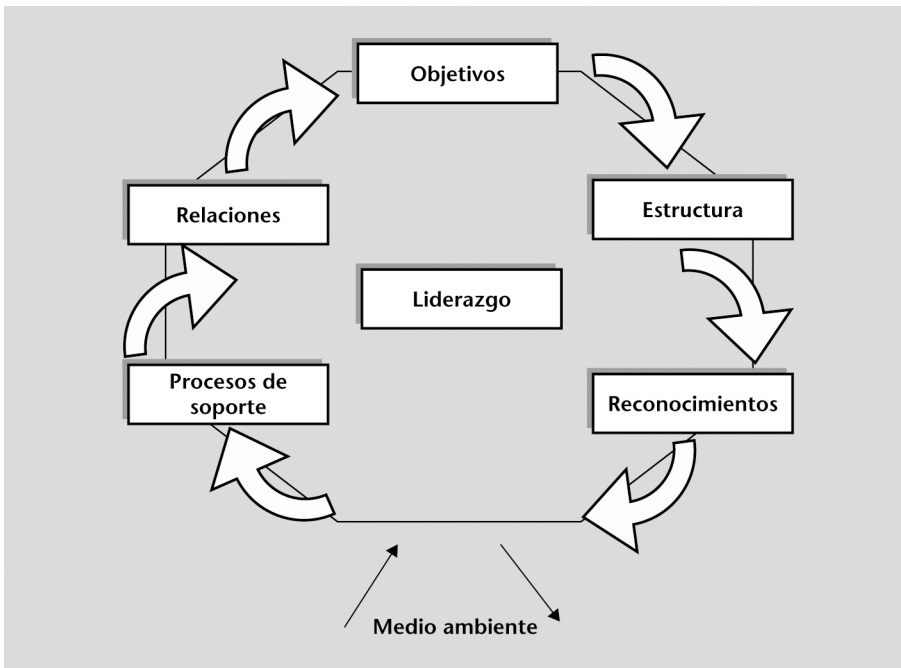 Objetivos
Relaciones
Estructura
Liderazgo
Procesos de
soporte
Reconocimientos
Medio ambiente